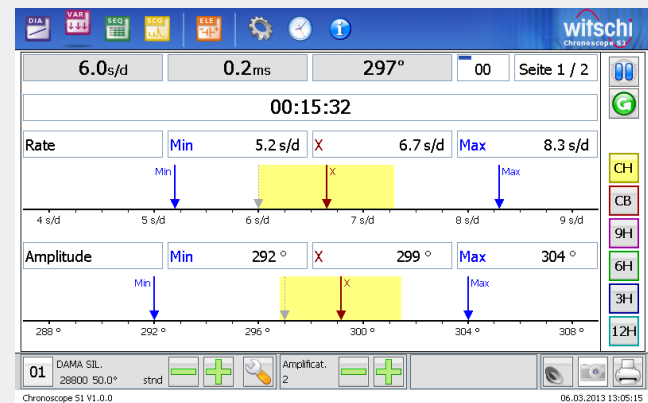 DIA VAR SEQ SCO ELE
witschi
Chronoscope S1
6.0s/d 0.2ms 297° 00 Seite 1 / 2
00:15:32
Rate Min 5.2 s/d X 6.7 s/d Max 8.3 s/d
Min X Max
4 s/d 5 s/d 6 s/d 7 s/d 8 s/d 9 s/d
Amplitude Min 292 ° X 299 ° Max 304 °
Min X Max
288 ° 292 ° 296 ° 300 ° 304 ° 308 °
CH
CB
9H
6H
3H
12H
01 DAMA SIL. Amplificat.
28800 50.0° stnd 2
Chronoscope S1 V1.0.0 06.03.2013 13:05:15